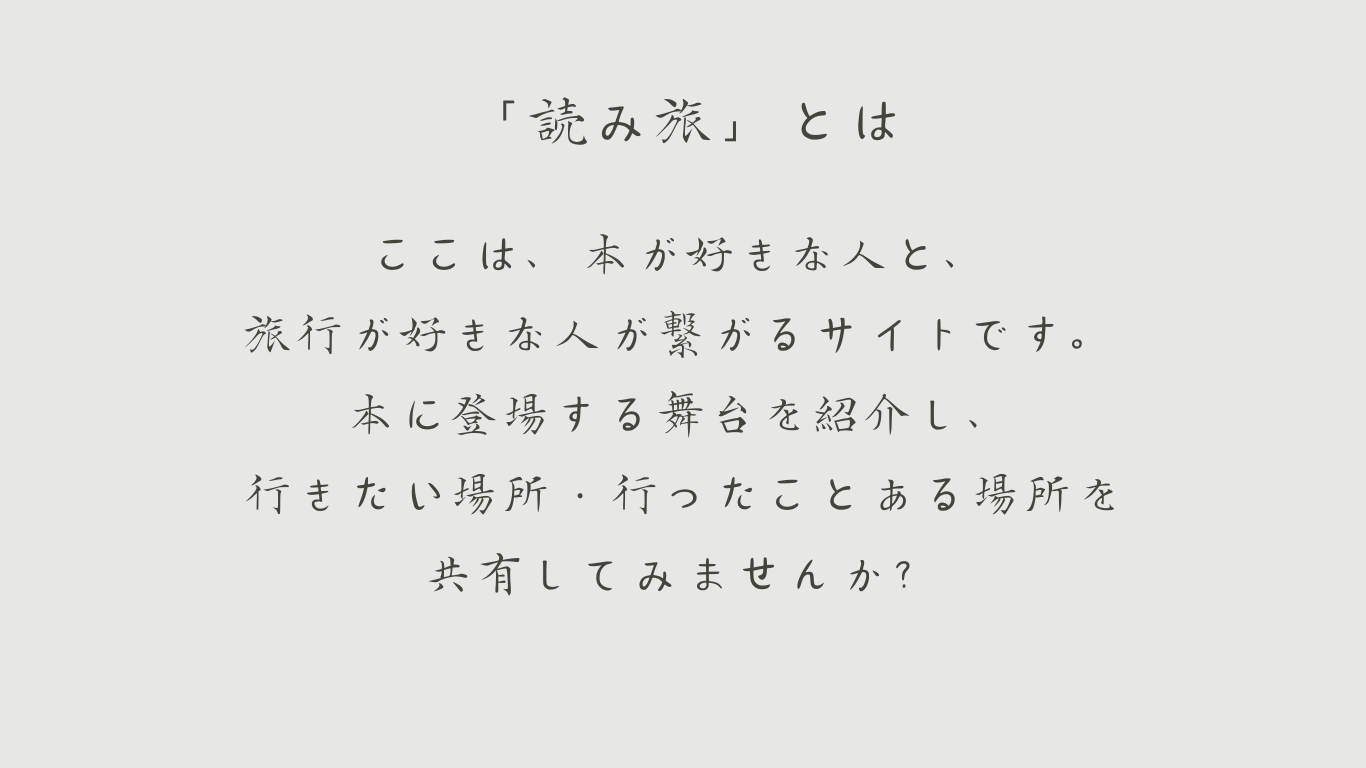 「読み旅」とは
ここは、本が好きな人と、
旅行が好きな人が繋がるサイトです。
本に登場する舞台を紹介し、
行きたい場所・行ったことある場所を
共有してみませんか?